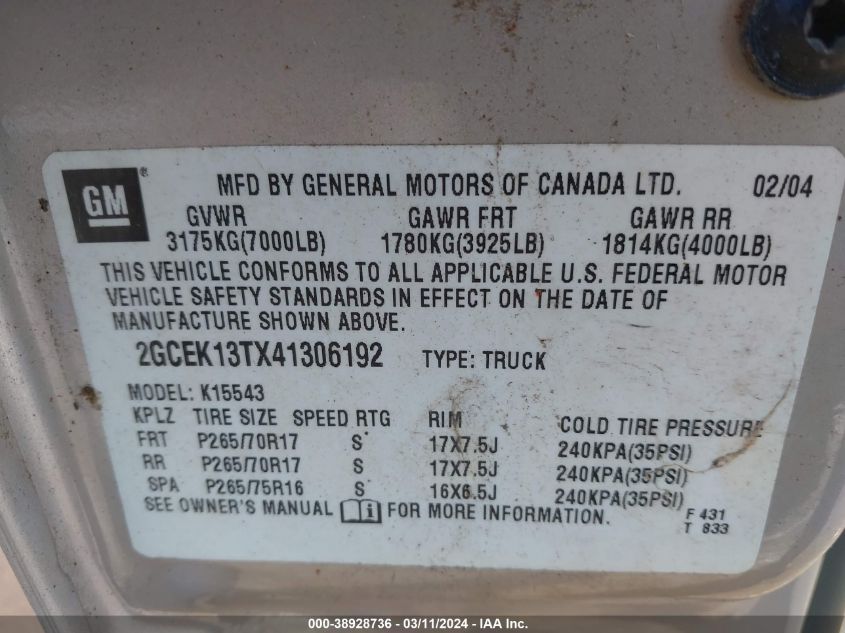 GM®
MFD BY GENERAL MOTORS OF CANADA LTD. 02/04
GVWR GAWR FRT GAWR RR
3175KG(7000LB) 1780KG(3925LB) 1814KG(4000LB)
THIS VEHICLE CONFORMS TO ALL APPLICABLE U.S. FEDERAL MOTOR
VEHICLE SAFETY STANDARDS IN EFFECT ON THE DATE OF
MANUFACTURE SHOWN ABOVE.
2GCEK13TX41306192 TYPE: TRUCK
MODEL: K15543
KPLZ TIRE SIZE SPEED RTG RIM COLD TIRE PRESSURE
FRT P265/70R17 S 17X7.5J 240KPA(35PSI)
RR P265/70R17 S 17X7.5J 240KPA(35PSI)
SPA P265/75R16 S 16X6.5J 240KPA(35PSI)
SEE OWNER'S MANUAL i FOR MORE INFORMATION. F 431
T 833
000-38928736 - 03/11/2024 - IAA Inc.